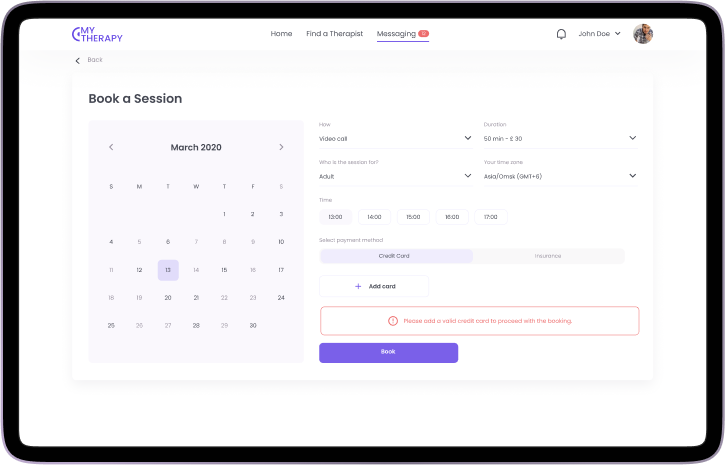 MY
THERAPY
Home Find a Therapist Messaging
John Doe
Back
Book a Session
March 2020
S M T W T F S
1 2 3
4 5 6 7 8 9 10
11 12 13 14 15 16 17
18 19 20 21 22 23 24
25 26 27 28 29 30
How
Video call
Duration
50 min - £ 30
Who is the session for?
Adult
Your time zone
Asia/Omsk (GMT+6)
Time
13:00 14:00 15:00 16:00 17:00
Select payment method
Credit Card Insurance
+ Add card
Please add a valid credit card to proceed with the booking.
Book